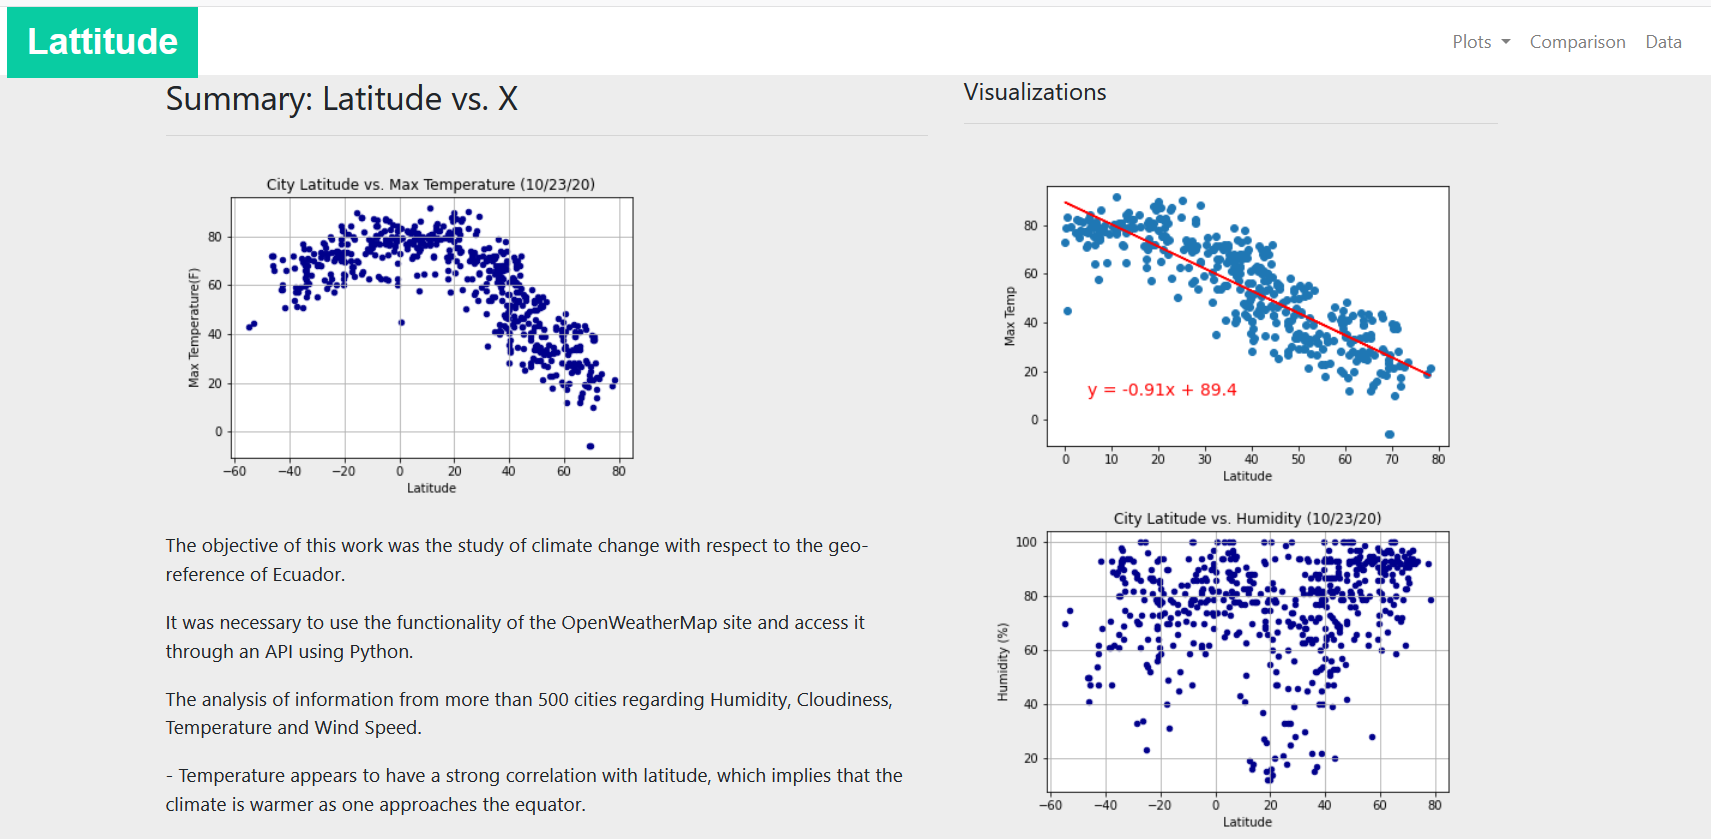 Lattitude
Plots
Comparison
Data
Summary: Latitude vs. X
City Latitude vs. Max Temperature (10/23/20)
Max Temperature(F)
80
60
40
20
0
−60 −40 −20 0 20 40 60 80
Latitude
The objective of this work was the study of climate change with respect to the geo-
reference of Ecuador.
It was necessary to use the functionality of the OpenWeatherMap site and access it
through an API using Python.
The analysis of information from more than 500 cities regarding Humidity, Cloudiness,
Temperature and Wind Speed.
- Temperature appears to have a strong correlation with latitude, which implies that the
climate is warmer as one approaches the equator.
Visualizations
Max Temp
80
60
40
20
0
y = -0.91x + 89.4
0 10 20 30 40 50 60 70 80
Latitude
City Latitude vs. Humidity (10/23/20)
Humidity (%)
100
80
60
40
20
−60 −40 −20 0 20 40 60 80
Latitude